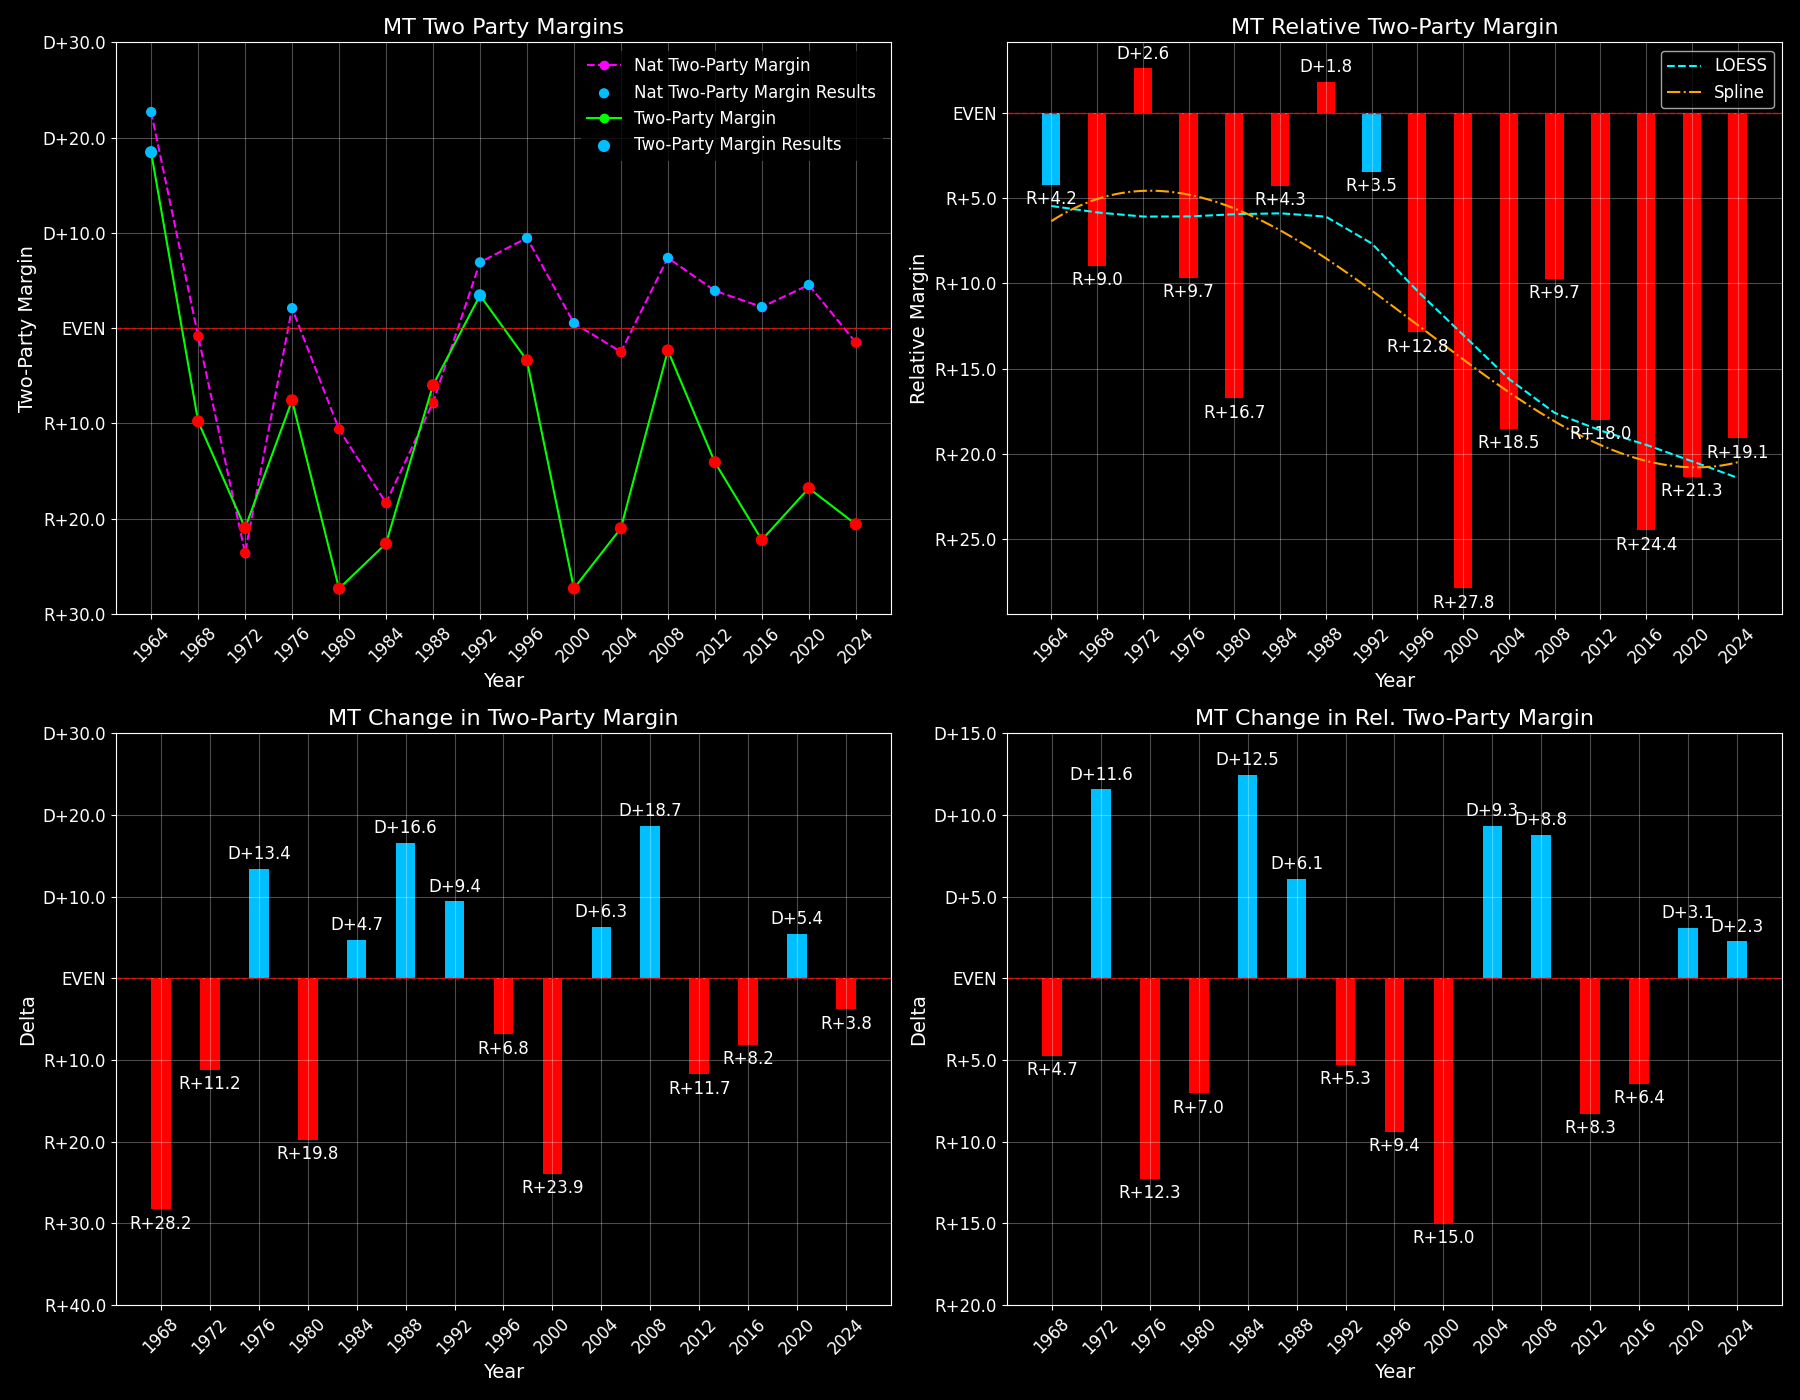 MT Two Party Margins
D+30.0
D+20.0
D+10.0
EVEN
R+10.0
R+20.0
R+30.0
Two-Party Margin
Nat Two-Party Margin
Nat Two-Party Margin Results
Two-Party Margin
Two-Party Margin Results
1964
1968
1972
1976
1980
1984
1988
1992
1996
2000
2004
2008
2012
2016
2020
2024
Year
MT Relative Two-Party Margin
EVEN
R+5.0
R+10.0
R+15.0
R+20.0
R+25.0
Relative Margin
LOESS
Spline
R+4.2
R+9.0
D+2.6
R+9.7
R+16.7
R+4.3
D+1.8
R+3.5
R+12.8
R+27.8
R+18.5
R+9.7
R+18.0
R+24.4
R+21.3
R+19.1
1964
1968
1972
1976
1980
1984
1988
1992
1996
2000
2004
2008
2012
2016
2020
2024
Year
MT Change in Two-Party Margin
D+30.0
D+20.0
D+10.0
EVEN
R+10.0
R+20.0
R+30.0
R+40.0
Delta
R+28.2
R+11.2
D+13.4
R+19.8
D+4.7
D+16.6
D+9.4
R+6.8
R+23.9
D+6.3
D+18.7
R+11.7
R+8.2
D+5.4
R+3.8
1968
1972
1976
1980
1984
1988
1992
1996
2000
2004
2008
2012
2016
2020
2024
Year
MT Change in Rel. Two-Party Margin
D+15.0
D+10.0
D+5.0
EVEN
R+5.0
R+10.0
R+15.0
R+20.0
Delta
R+4.7
D+11.6
R+12.3
R+7.0
D+12.5
D+6.1
R+5.3
R+9.4
R+15.0
D+9.3
D+8.8
R+8.3
R+6.4
D+3.1
D+2.3
1968
1972
1976
1980
1984
1988
1992
1996
2000
2004
2008
2012
2016
2020
2024
Year